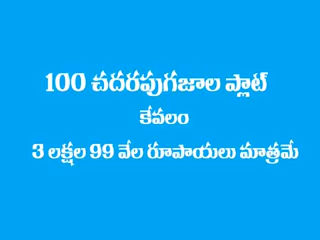 100 చదరపుగజాల ప్లాట్
కేవలం
3 లక్షల 99 వేల రూపాయలు మాత్రమే